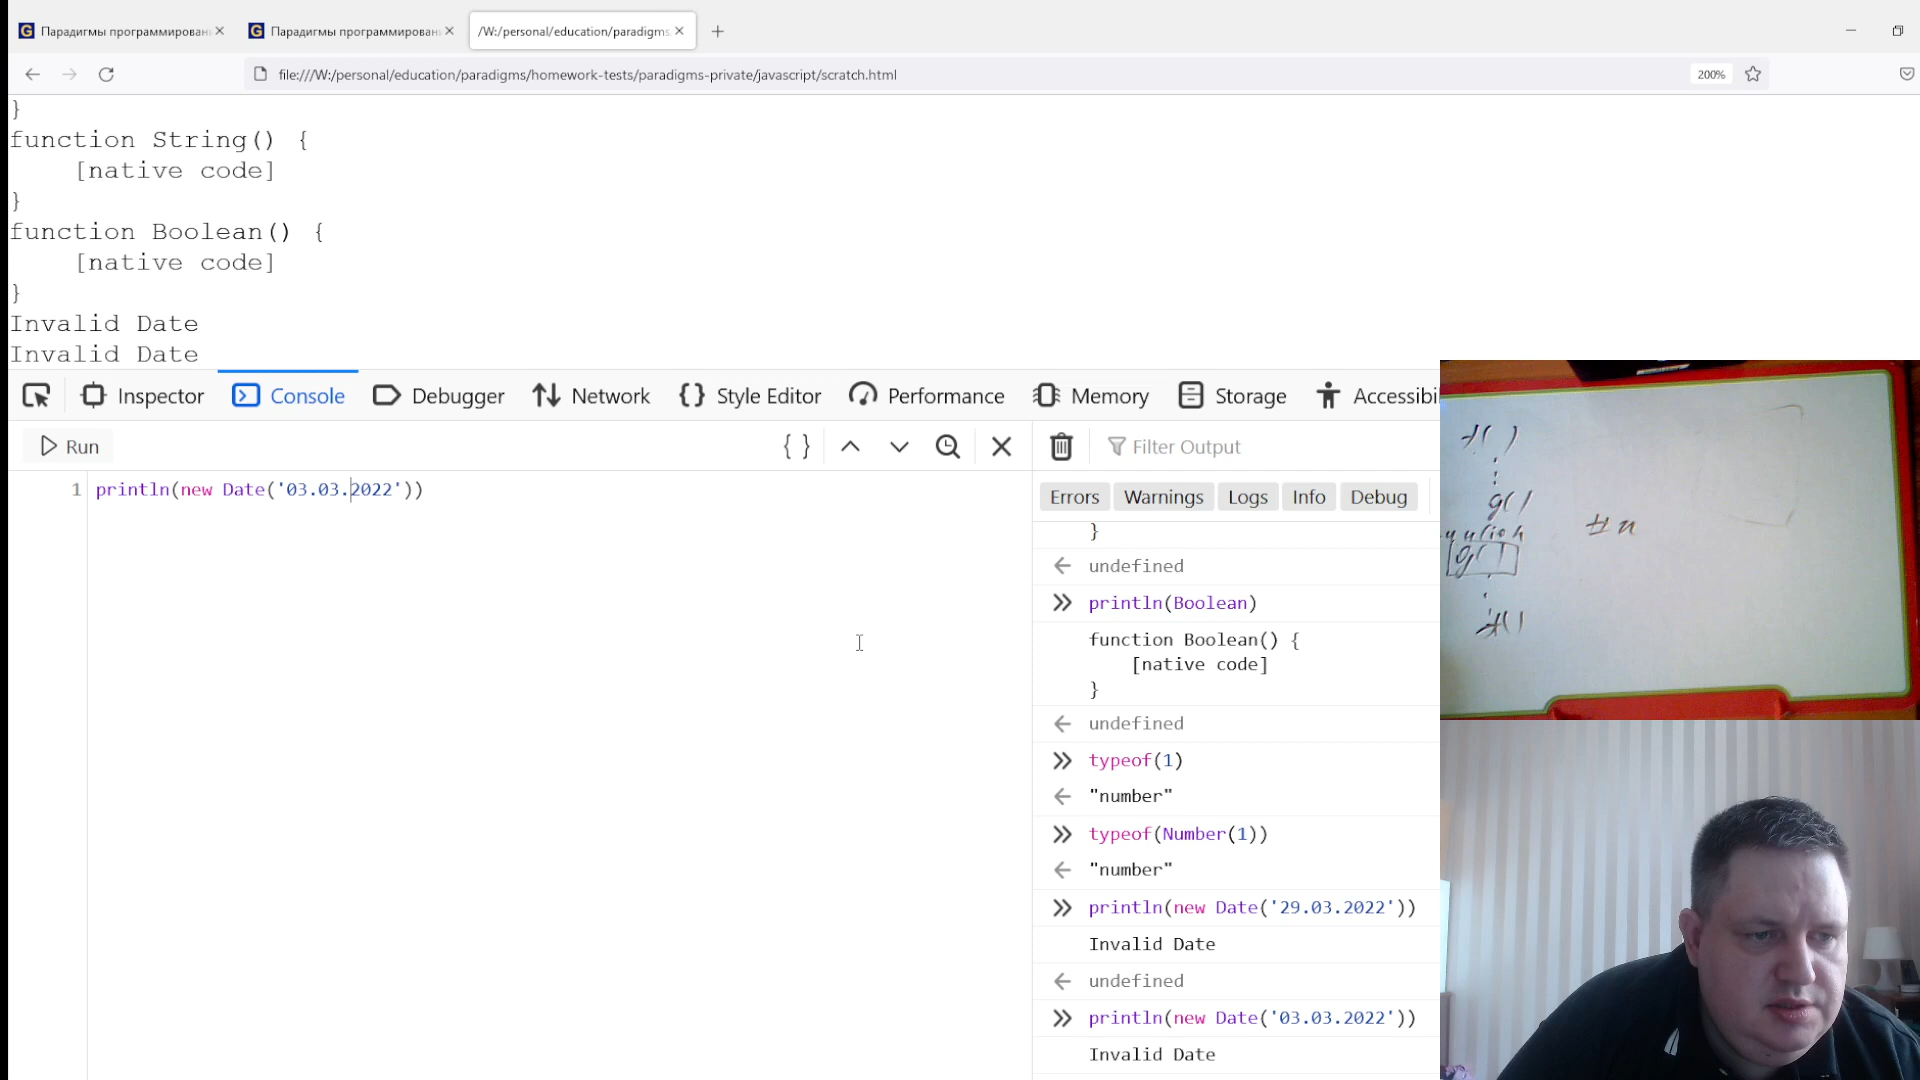 Парадигмы программирован
Парадигмы программирован
/W:/personal/education/paradigms
file:///W:/personal/education/paradigms/homework-tests/paradigms-private/javascript/scratch.html
200%
}
function String() {
[native code]
}
function Boolean() {
[native code]
}
Invalid Date
Invalid Date
Inspector
Console
Debugger
Network
{} Style Editor
Performance
Memory
Storage
Accessibi
Run
{ }
Filter Output
1 println(new Date('03.03.2022'))
Errors
Warnings
Logs
Info
Debug
}
undefined
println(Boolean)
function Boolean() {
[native code]
}
undefined
typeof(1)
"number"
typeof(Number(1))
"number"
println(new Date('29.03.2022'))
Invalid Date
undefined
println(new Date('03.03.2022'))
Invalid Date
f( )
g( )
g( )
f( )